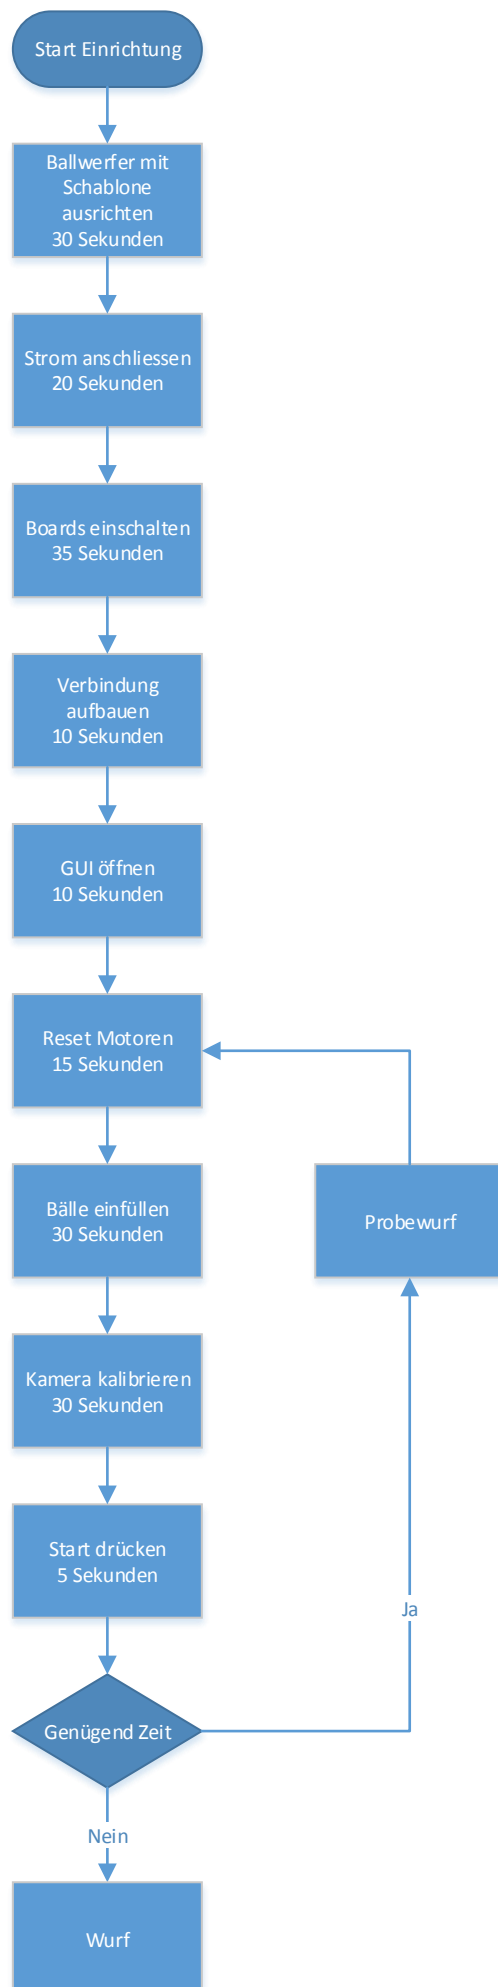 Start Einrichtung
Ballwerfer mit
Schablone
ausrichten
30 Sekunden
Strom anschliessen
20 Sekunden
Boards einschalten
35 Sekunden
Verbindung
aufbauen
10 Sekunden
GUI öffnen
10 Sekunden
Reset Motoren
15 Sekunden
Bälle einfüllen
30 Sekunden
Probewurf
Kamera kalibrieren
30 Sekunden
Start drücken
5 Sekunden
Ja
Genügend Zeit
Nein
Wurf